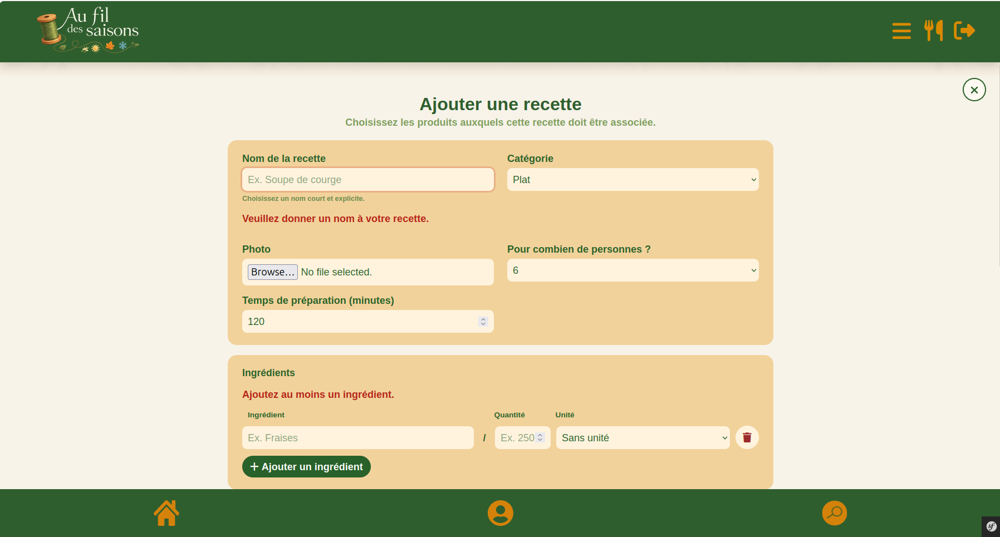 Au fil
des saisons
Ajouter une recette
Choisissez les produits auxquels cette recette doit être associée.
Nom de la recette
Catégorie
Ex. Soupe de courge
Plat
Choisissez un nom court et explicite.
Veuillez donner un nom à votre recette.
Photo
Pour combien de personnes ?
Browse... No file selected.
6
Temps de préparation (minutes)
120
Ingrédients
Ajoutez au moins un ingrédient.
Ingrédient
Quantité
Unité
Ex. Fraises
/
Ex. 250
Sans unité
+ Ajouter un ingrédient
sf